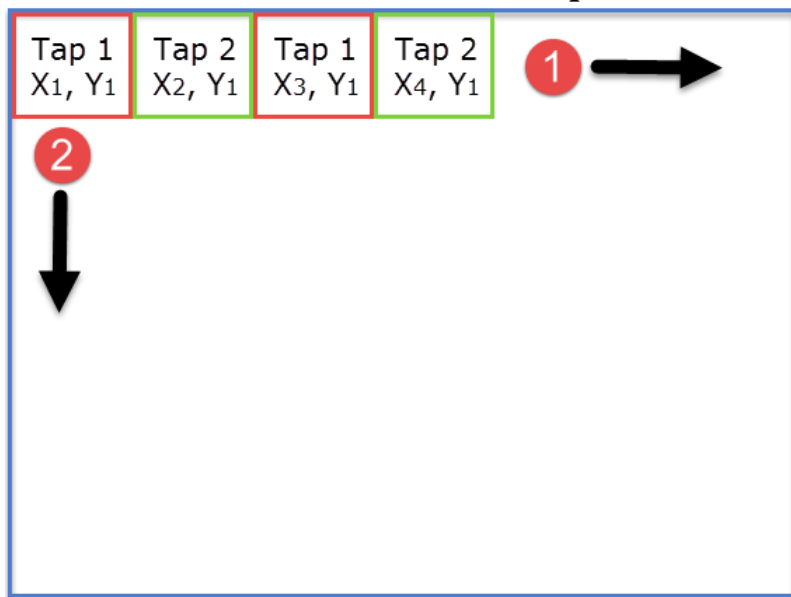 Tap 1 Tap 2 Tap 1 Tap 2
X1, Y1 X2, Y1 X3, Y1 X4, Y1
1
2